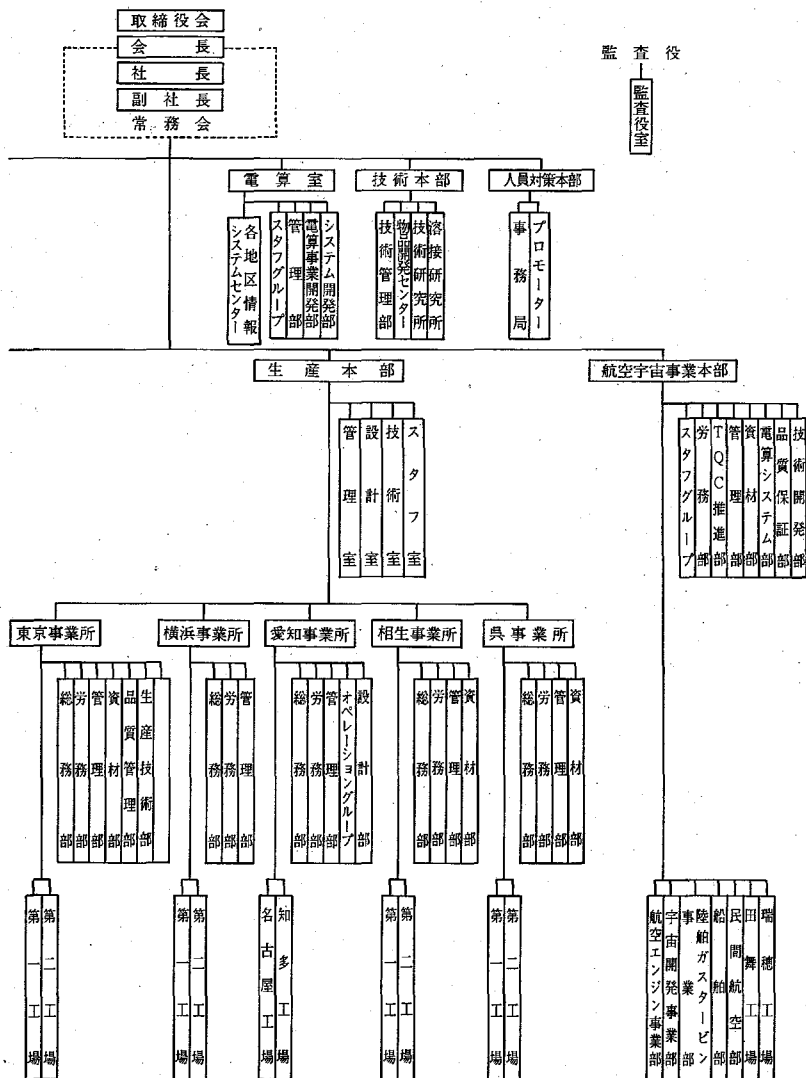 取締役会
会長
社長
副社長
常務会
監査役
監査役室
電算室
技術本部
人員対策本部
各地区情報
システムセンター
スタフグループ
管理部
電算事業開発部
システム開発部
技術管理部
物品開発センター
技術研究所
溶接研究所
事務局
プロモーター
生産本部
航空宇宙事業本部
管理室
設計室
技術室
スタフ室
スタフグループ
労務部
TQC推進部
管理部
資材部
電算システム部
品質保証部
技術開発部
東京事業所
横浜事業所
愛知事業所
相生事業所
呉事業所
総務部
労務部
管理部
資材部
品質管理部
生産技術部
総務部
労務部
管理部
総務部
労務部
管理部
オペレーショングループ
設計部
総務部
労務部
管理部
資材部
総務部
労務部
管理部
資材部
第一工場
第二工場
第一工場
第二工場
名古屋工場
知多工場
第一工場
第二工場
第一工場
第二工場
航空エンジン事業部
宇宙開発事業部
陸舶ガスタービン
事業部
船舶部
民間航空部
田舞工場
瑞穂工場